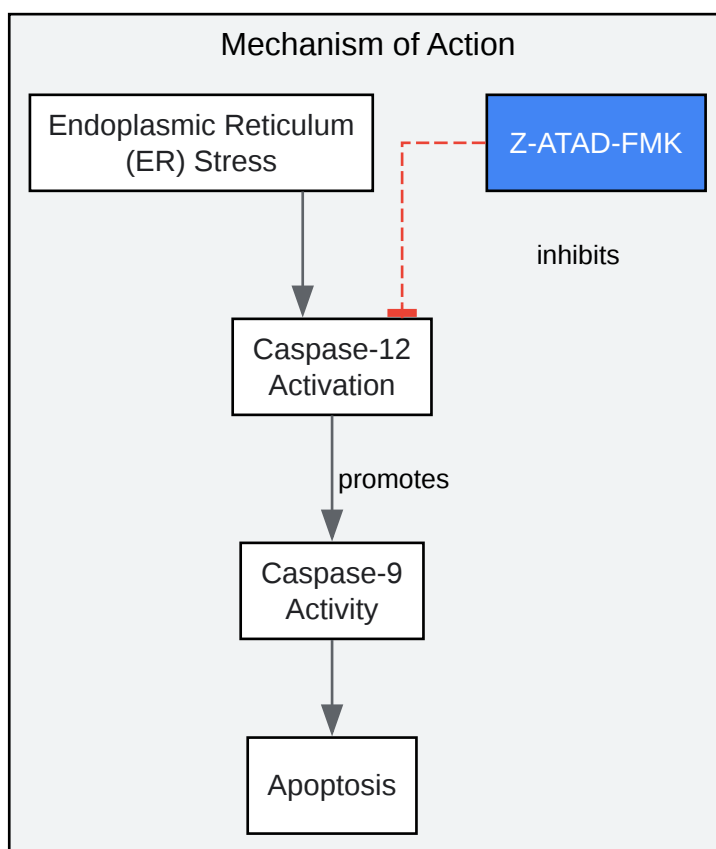 Mechanism of Action
Endoplasmic Reticulum
(ER) Stress
Z-ATAD-FMK
inhibits
Caspase-12
Activation
promotes
Caspase-9
Activity
Apoptosis